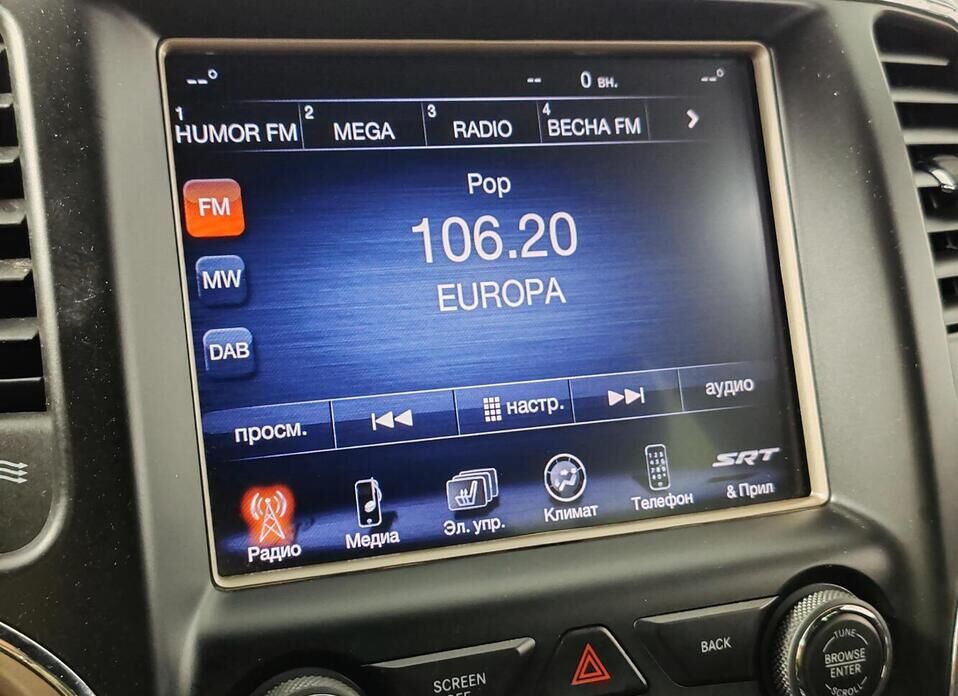 --° -- 0 вн. --°
1 HUMOR FM 2 MEGA 3 RADIO 4 ВЕСНА FM
Pop
FM
106.20
MW
EUROPA
DAB
просм. настр. аудио
Радио Медиа Эл. упр. Климат Телефон SRT & Прил
BACK
SCREEN
OFF
TUNE
BROWSE
ENTER
SCROLL